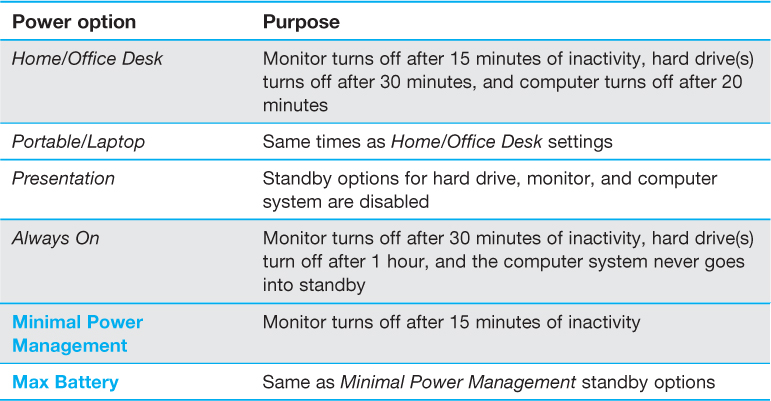 Power option Purpose
Home/Office Desk Monitor turns off after 15 minutes of inactivity, hard drive(s)
turns off after 30 minutes, and computer turns off after 20
minutes
Portable/Laptop Same times as Home/Office Desk settings
Presentation Standby options for hard drive, monitor, and computer
system are disabled
Always On Monitor turns off after 30 minutes of inactivity, hard drive(s)
turn off after 1 hour, and the computer system never goes
into standby
Minimal Power Monitor turns off after 15 minutes of inactivity
Management
Max Battery Same as Minimal Power Management standby options